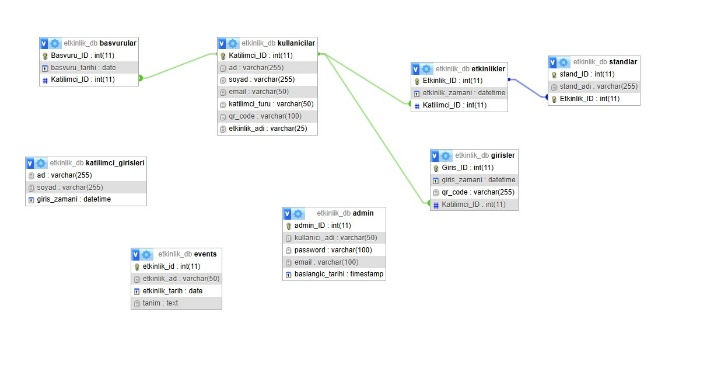 etkinlik_db basvurular
Basvuru_ID : int(11)
basvuru_tarihi : date
Katilimci_ID : int(11)
etkinlik_db kullanicilar
Katilimci_ID : int(11)
ad : varchar(255)
soyad : varchar(255)
email : varchar(50)
katilimci_turu : varchar(50)
qr_code : varchar(100)
etkinlik_adi : varchar(25)
etkinlik_db etkinlikler
Etkinlik_ID : int(11)
etkinlik_zamani : datetime
Katilimci_ID : int(11)
etkinlik_db standlar
stand_ID : int(11)
stand_adi : varchar(255)
Etkinlik_ID : int(11)
etkinlik_db katilimci_girisleri
ad : varchar(255)
soyad : varchar(255)
giris_zamani : datetime
etkinlik_db girisler
Giris_ID : int(11)
giris_zamani : datetime
qr_code : varchar(255)
Katilimci_ID : int(11)
etkinlik_db admin
admin_ID : int(11)
kullanici_adi : varchar(50)
password : varchar(100)
email : varchar(100)
baslangic_tarihi : timestamp
etkinlik_db events
etkinlik_id : int(11)
etkinlik_ad : varchar(50)
etkinlik_tarih : date
tanim : text